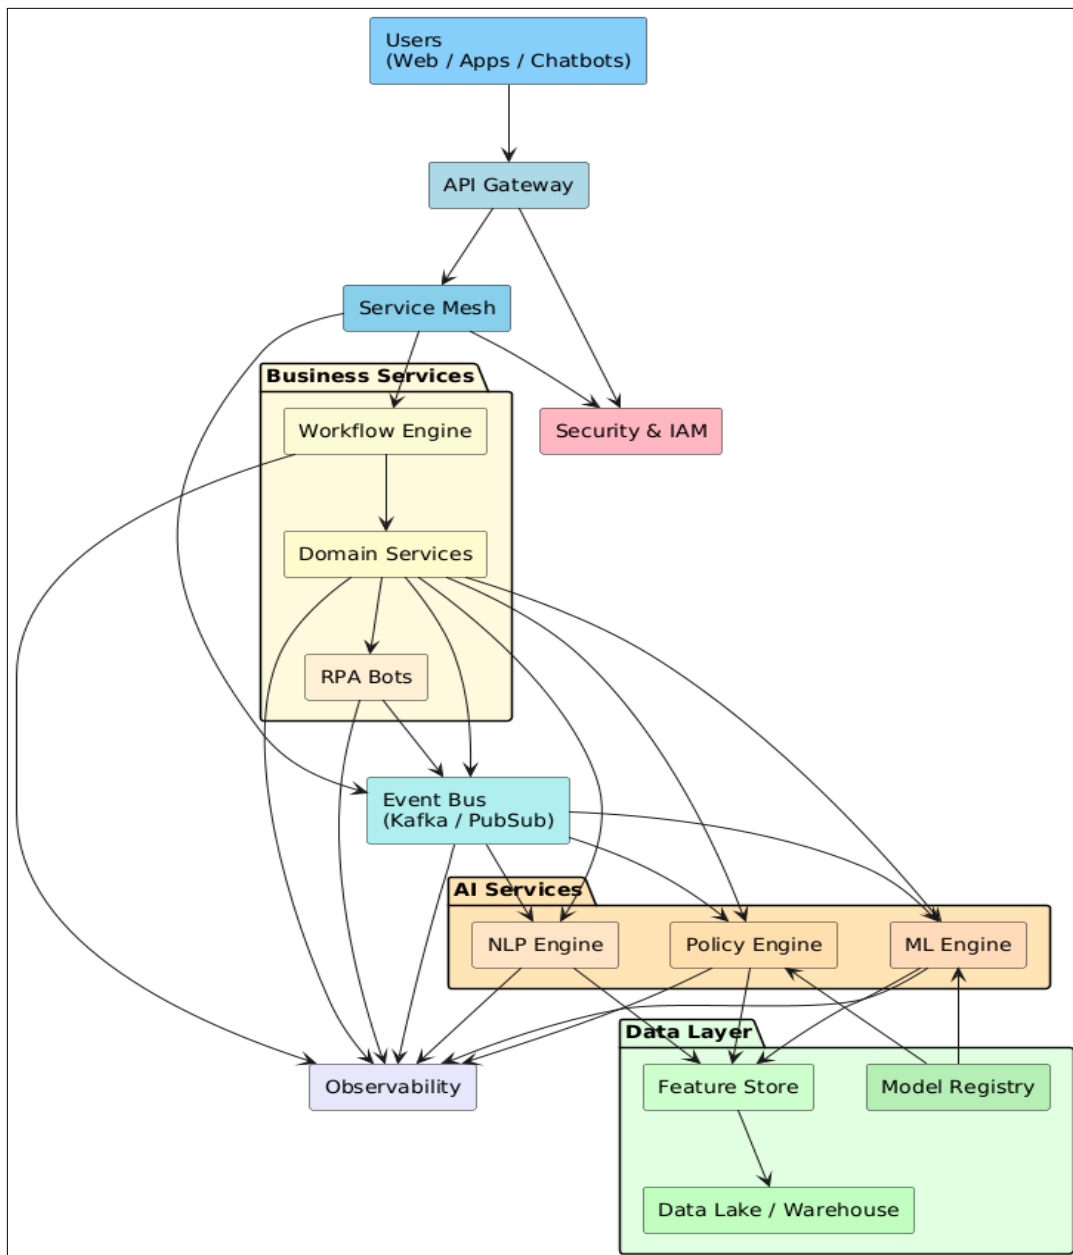 Users
(Web / Apps / Chatbots)
API Gateway
Service Mesh
Business Services
Workflow Engine
Security & IAM
Domain Services
RPA Bots
Event Bus
(Kafka / PubSub)
AI Services
NLP Engine
Policy Engine
ML Engine
Data Layer
Observability
Feature Store
Model Registry
Data Lake / Warehouse